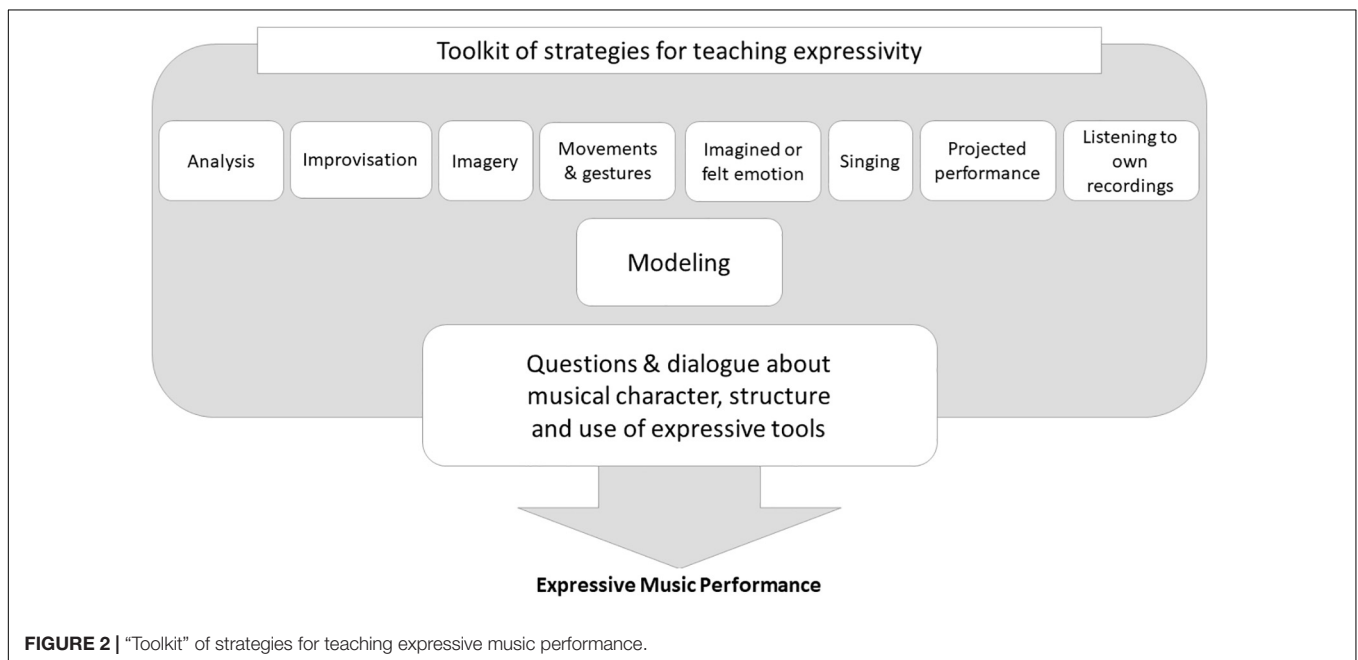 Toolkit of strategies for teaching expressivity
Analysis
Improvisation
Imagery
Movements
& gestures
Imagined or
felt emotion
Singing
Projected
performance
Listening to
own
recordings
Modeling
Questions & dialogue about
musical character, structure
and use of expressive tools
Expressive Music Performance
FIGURE 2 | "Toolkit" of strategies for teaching expressive music performance.